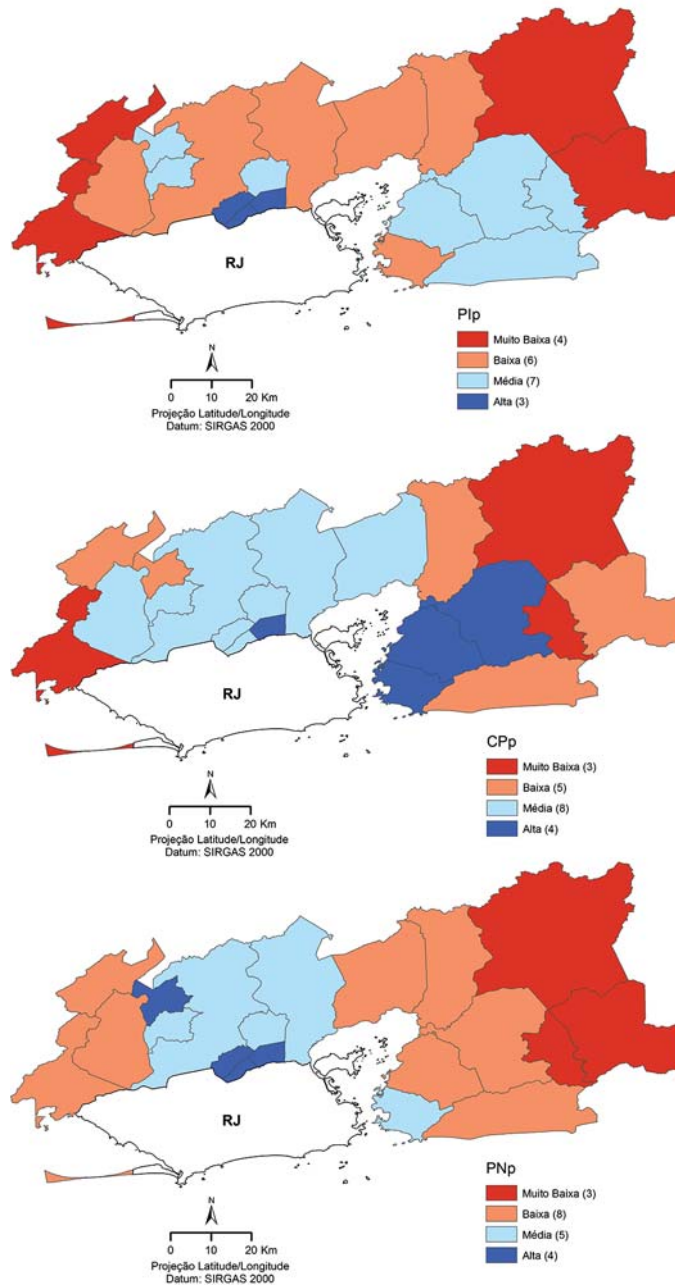 RJ
PIp
Muito Baixa (4)
Baixa (6)
Média (7)
Alta (3)
N
0 10 20 Km
Projeção Latitude/Longitude
Datum: SIRGAS 2000
RJ
CPp
Muito Baixa (3)
Baixa (5)
Média (8)
Alta (4)
N
0 10 20 Km
Projeção Latitude/Longitude
Datum: SIRGAS 2000
RJ
PNp
Muito Baixa (3)
Baixa (8)
Média (5)
Alta (4)
N
0 10 20 Km
Projeção Latitude/Longitude
Datum: SIRGAS 2000